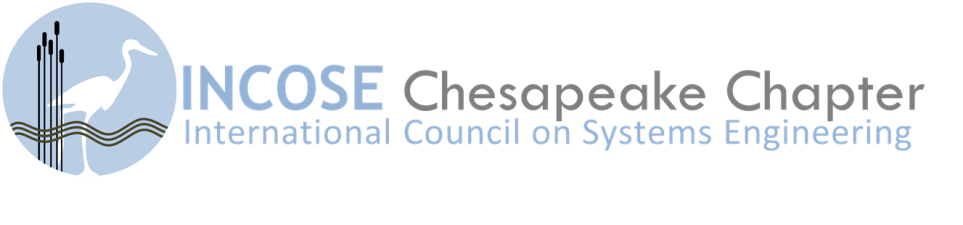 INCOSE Chesapeake Chapter
International Council on Systems Engineering